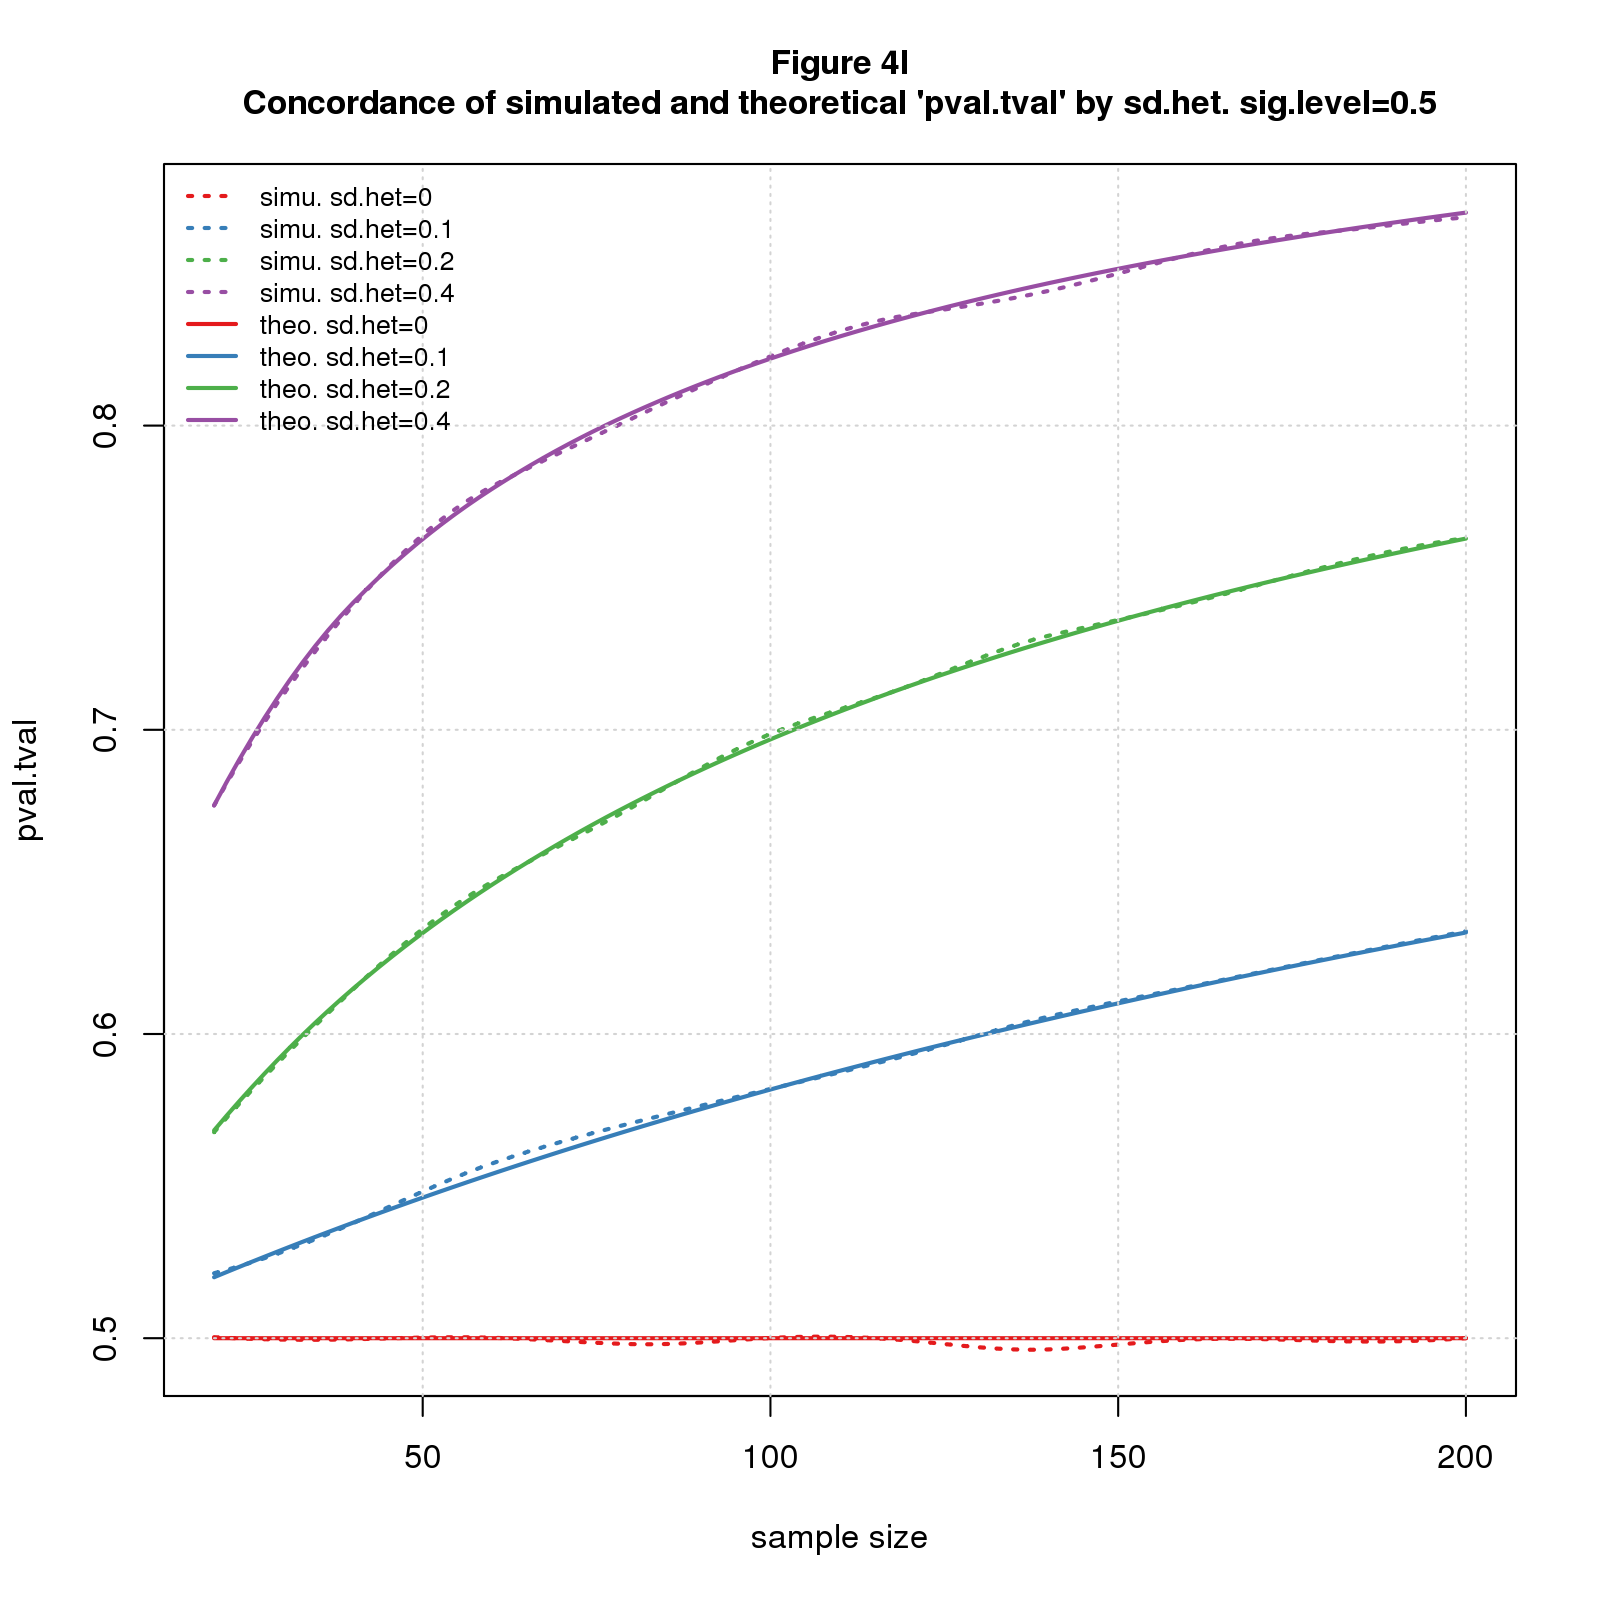 Figure 4I
Concordance of simulated and theoretical 'pval.tval' by sd.het. sig.level=0.5
simu. sd.het=0
simu. sd.het=0.1
simu. sd.het=0.2
simu. sd.het=0.4
theo. sd.het=0
theo. sd.het=0.1
theo. sd.het=0.2
theo. sd.het=0.4
0.8
0.7
0.6
0.5
pval.tval
50 100 150 200
sample size